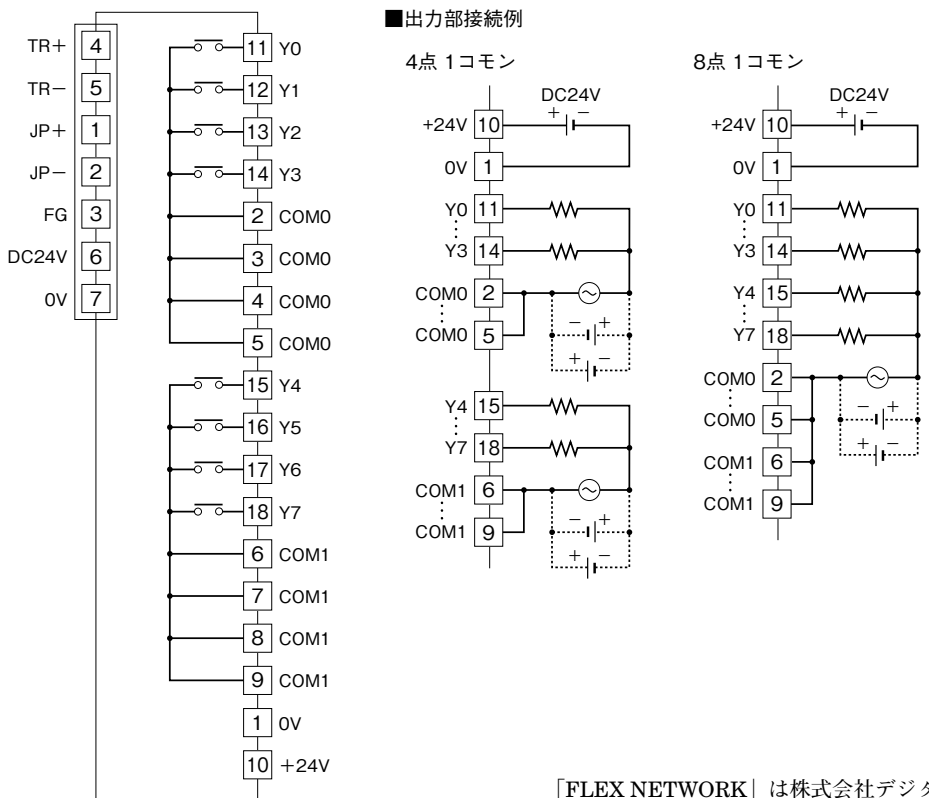 TR+ 4
TR− 5
JP+ 1
JP− 2
FG 3
DC24V 6
0V 7
11 Y0
12 Y1
13 Y2
14 Y3
2 COM0
3 COM0
4 COM0
5 COM0
15 Y4
16 Y5
17 Y6
18 Y7
6 COM1
7 COM1
8 COM1
9 COM1
1 0V
10 +24V
■出力部接続例
4点 1コモン
DC24V
+ −
+24V 10
0V 1
Y0 11
Y3 14
COM0 2
COM0 5
− +
+ −
Y4 15
Y7 18
COM1 6
COM1 9
− +
+ −
8点 1コモン
DC24V
+ −
+24V 10
0V 1
Y0 11
Y3 14
Y4 15
Y7 18
COM0 2
COM0 5
COM1 6
COM1 9
− +
+ −
「FLEX NETWORK」は株式会社デジタ